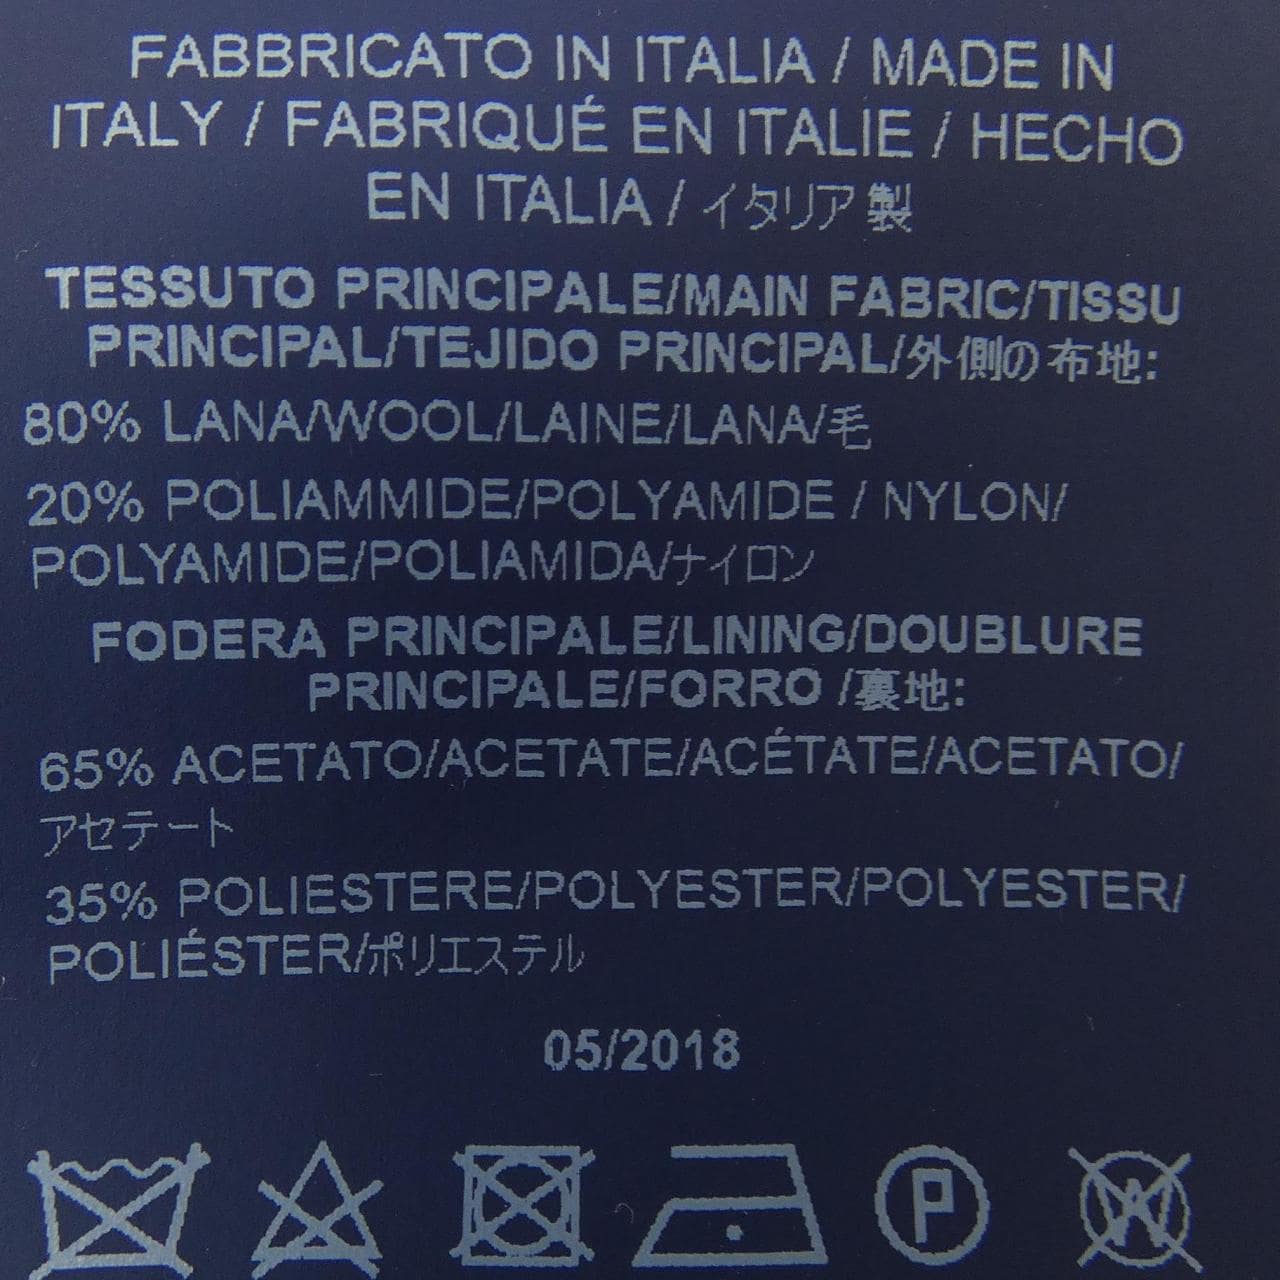 FABBRICATO IN ITALIA / MADE IN
ITALY / FABRIQUÉ EN ITALIE / HECHO
EN ITALIA / イタリア製
TESSUTO PRINCIPALE/MAIN FABRIC/TISSU
PRINCIPAL/TEJIDO PRINCIPAL/外側の布地:
80% LANA/WOOL/LAINE/LANA/毛
20% POLIAMMIDE/POLYAMIDE / NYLON/
POLYAMIDE/POLIAMIDA/ナイロン
FODERA PRINCIPALE/LINING/DOUBLURE
PRINCIPALE/FORRO /裏地:
65% ACETATO/ACETATE/ACÉTATE/ACETATO/
アセテート
35% POLIESTERE/POLYESTER/POLYESTER/
POLIÉSTER/ポリエステル
05/2018
P W